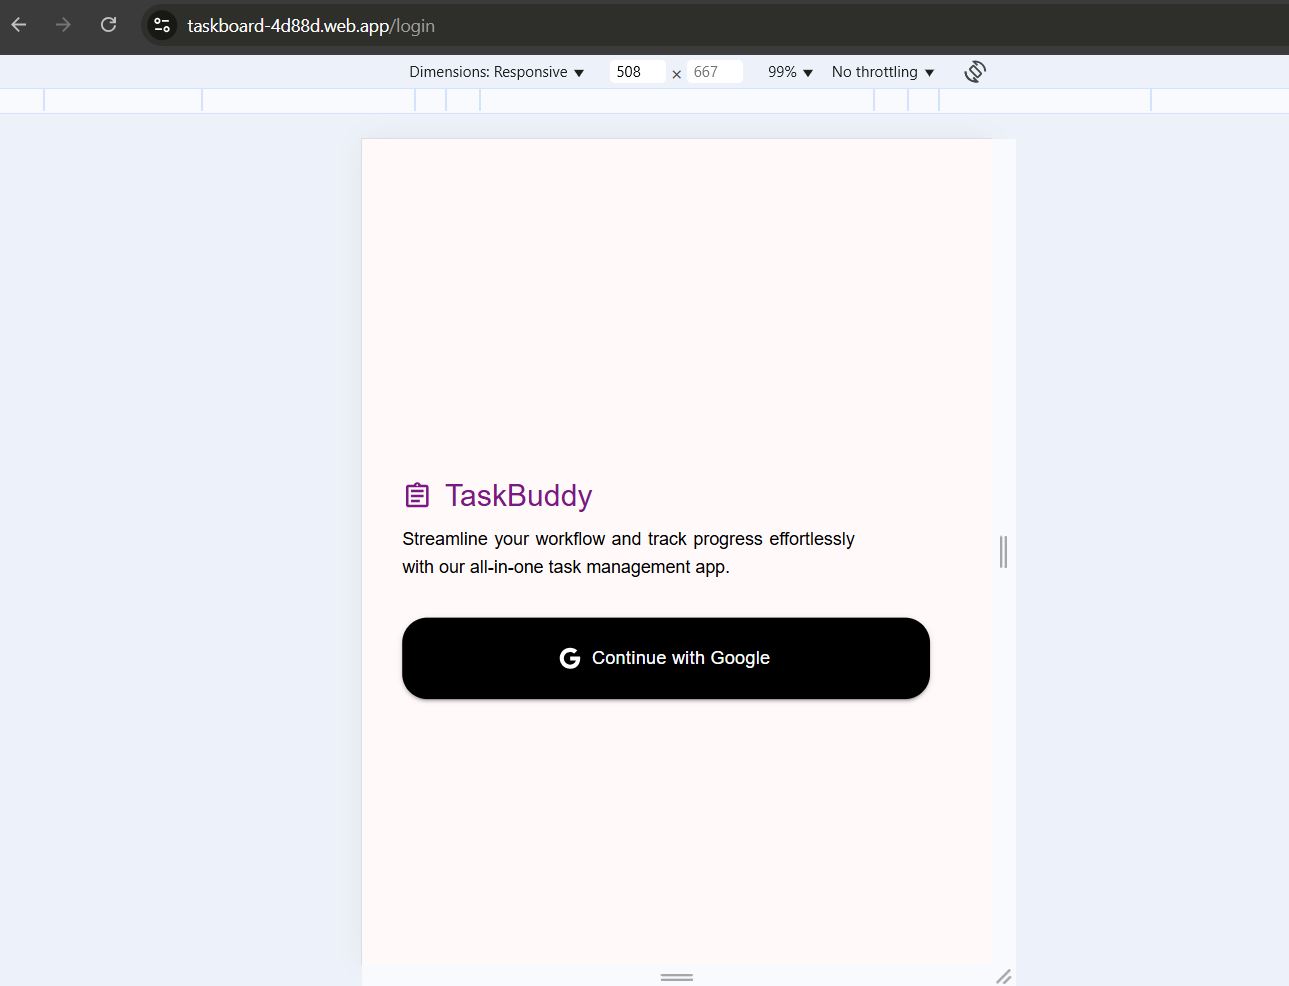 taskboard-4d88d.web.app/login
Dimensions: Responsive 508 × 667 99% No throttling
TaskBuddy
Streamline your workflow and track progress effortlessly
with our all-in-one task management app.
G Continue with Google